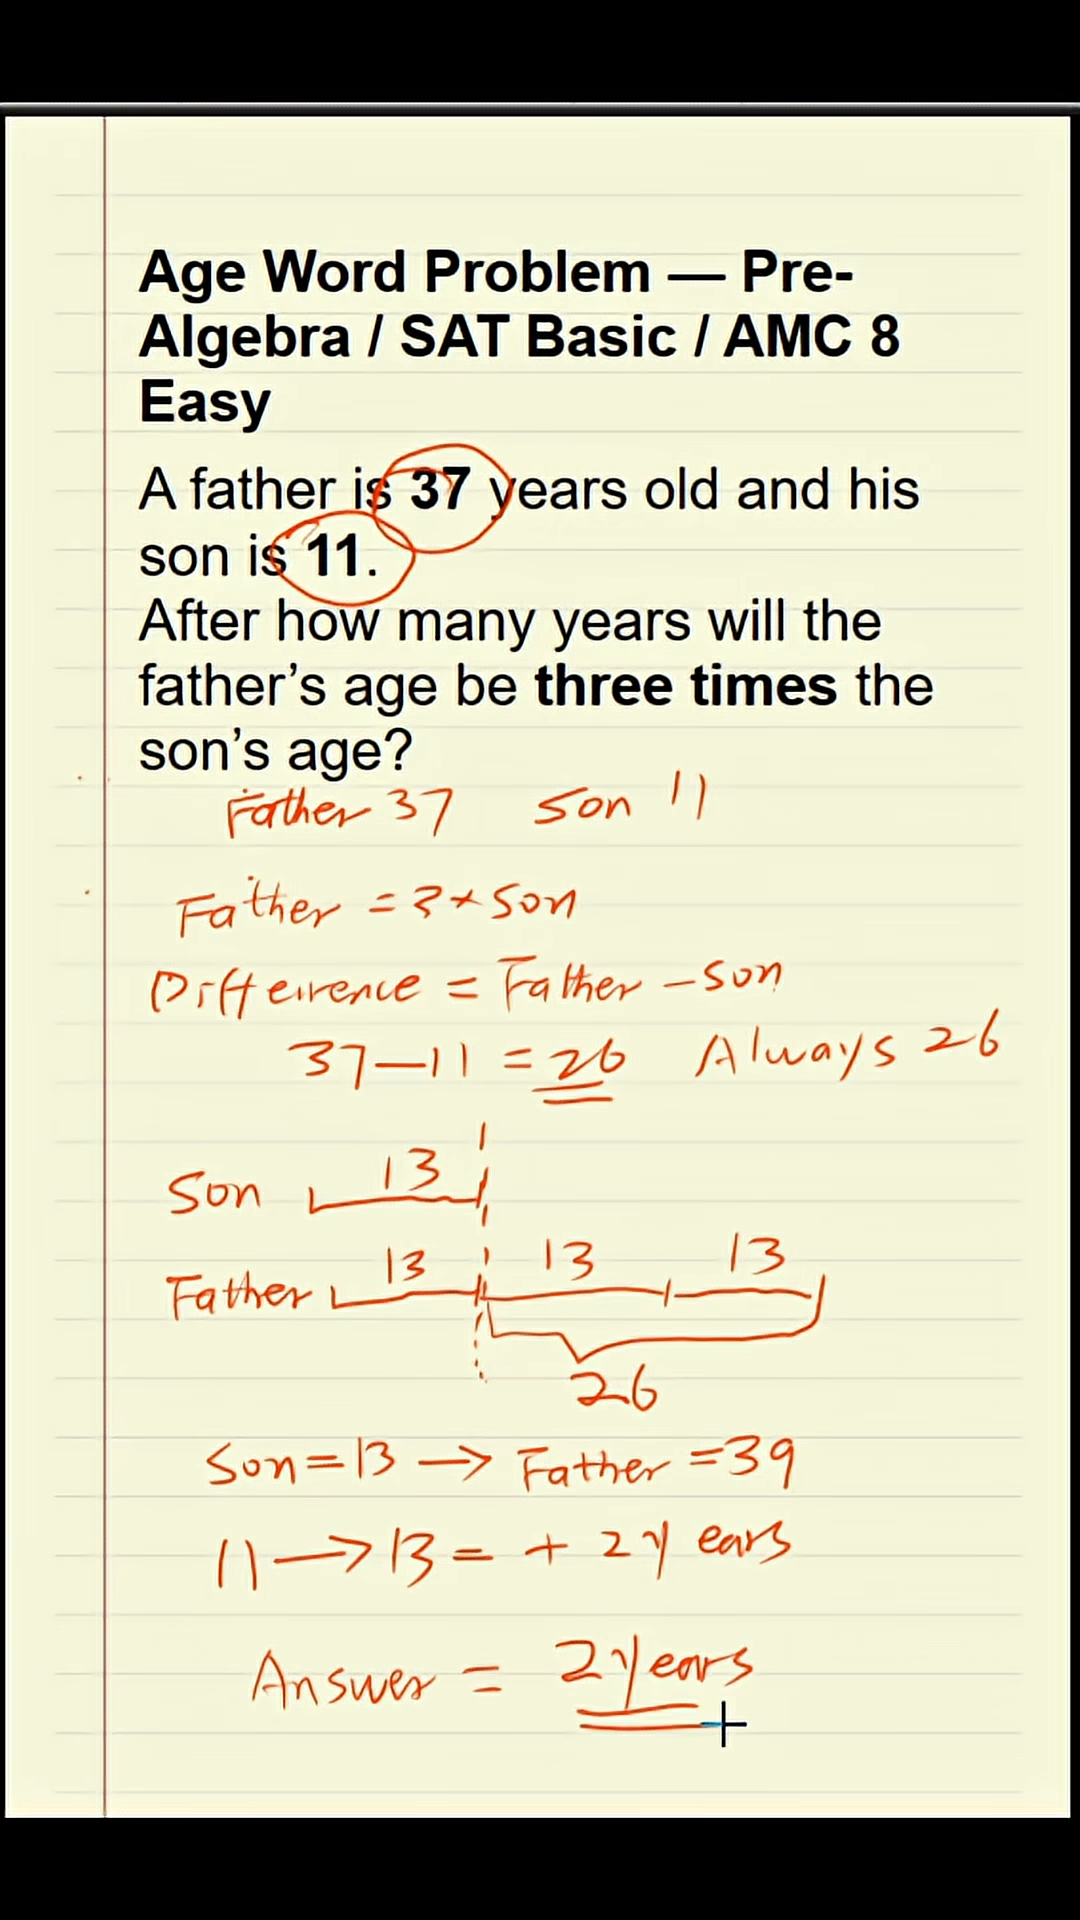 Age Word Problem — Pre-
Algebra / SAT Basic / AMC 8
Easy
A father is 37 years old and his
son is 11.
After how many years will the
father’s age be three times the
son’s age?
Father 37 Son 11
Father = 3 × Son
Difference = Father - son
37 - 11 = 26 Always 26
Son 13
Father 13 13 13
26
Son = 13 → Father = 39
11 → 13 = + 2 years
Answer = 2 years